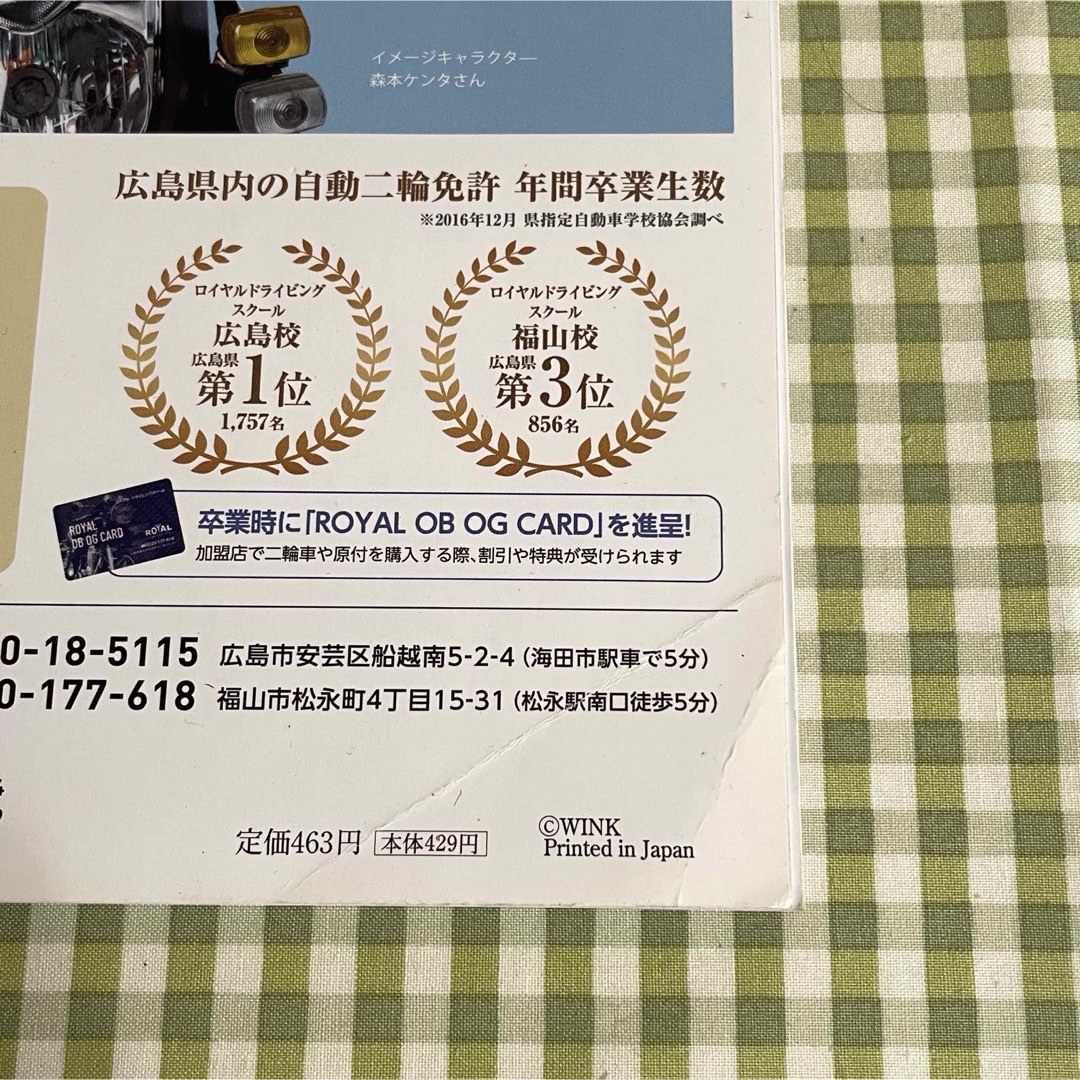 イメージキャラクター
森本ケンタさん
広島県内の自動二輪免許 年間卒業生数
※2016年12月 県指定自動車学校協会調べ
ロイヤルドライビング
スクール
広島校
広島県
第1位
1,757名
ロイヤルドライビング
スクール
福山校
広島県
第3位
856名
ROYAL
OB OG CARD
ROYAL
卒業時に「ROYAL OB OG CARD」を進呈!
加盟店で二輪車や原付を購入する際、割引や特典が受けられます
0-18-5115 広島市安芸区船越南5-2-4(海田市駅車で5分)
0-177-618 福山市松永町4丁目15-31(松永駅南口徒歩5分)
定価463円 本体429円
©WINK
Printed in Japan